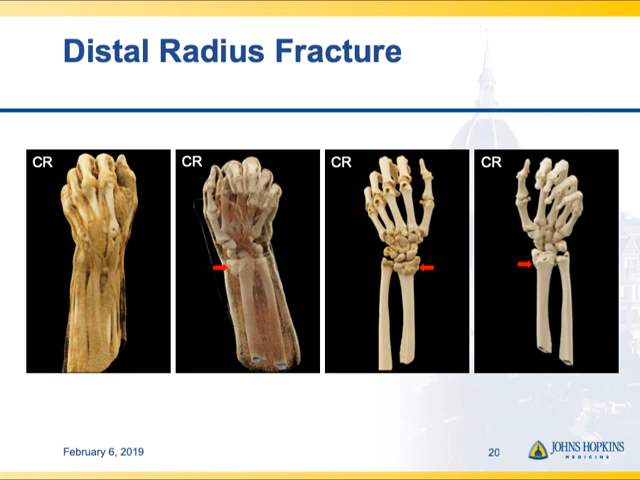 Distal Radius Fracture
CR
CR
CR
CR
February 6, 2019
20
JOHNS HOPKINS
MEDICINE